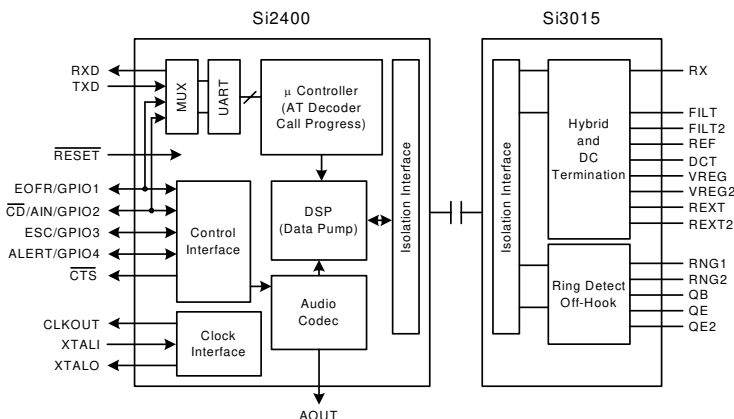 Si2400
Si3015
RXD
TXD
RESET
EOFR/GPIO1
CD/AIN/GPIO2
ESC/GPIO3
ALERT/GPIO4
CTS
CLKOUT
XTALI
XTALO
MUX
UART
μ Controller
(AT Decoder
Call Progress)
Control
Interface
DSP
(Data Pump)
Clock
Interface
Audio
Codec
AOUT
Isolation Interface
Isolation Interface
Hybrid
and
DC
Termination
Ring Detect
Off-Hook
RX
FILT
FILT2
REF
DCT
VREG
VREG2
REXT
REXT2
RNG1
RNG2
QB
QE
QE2